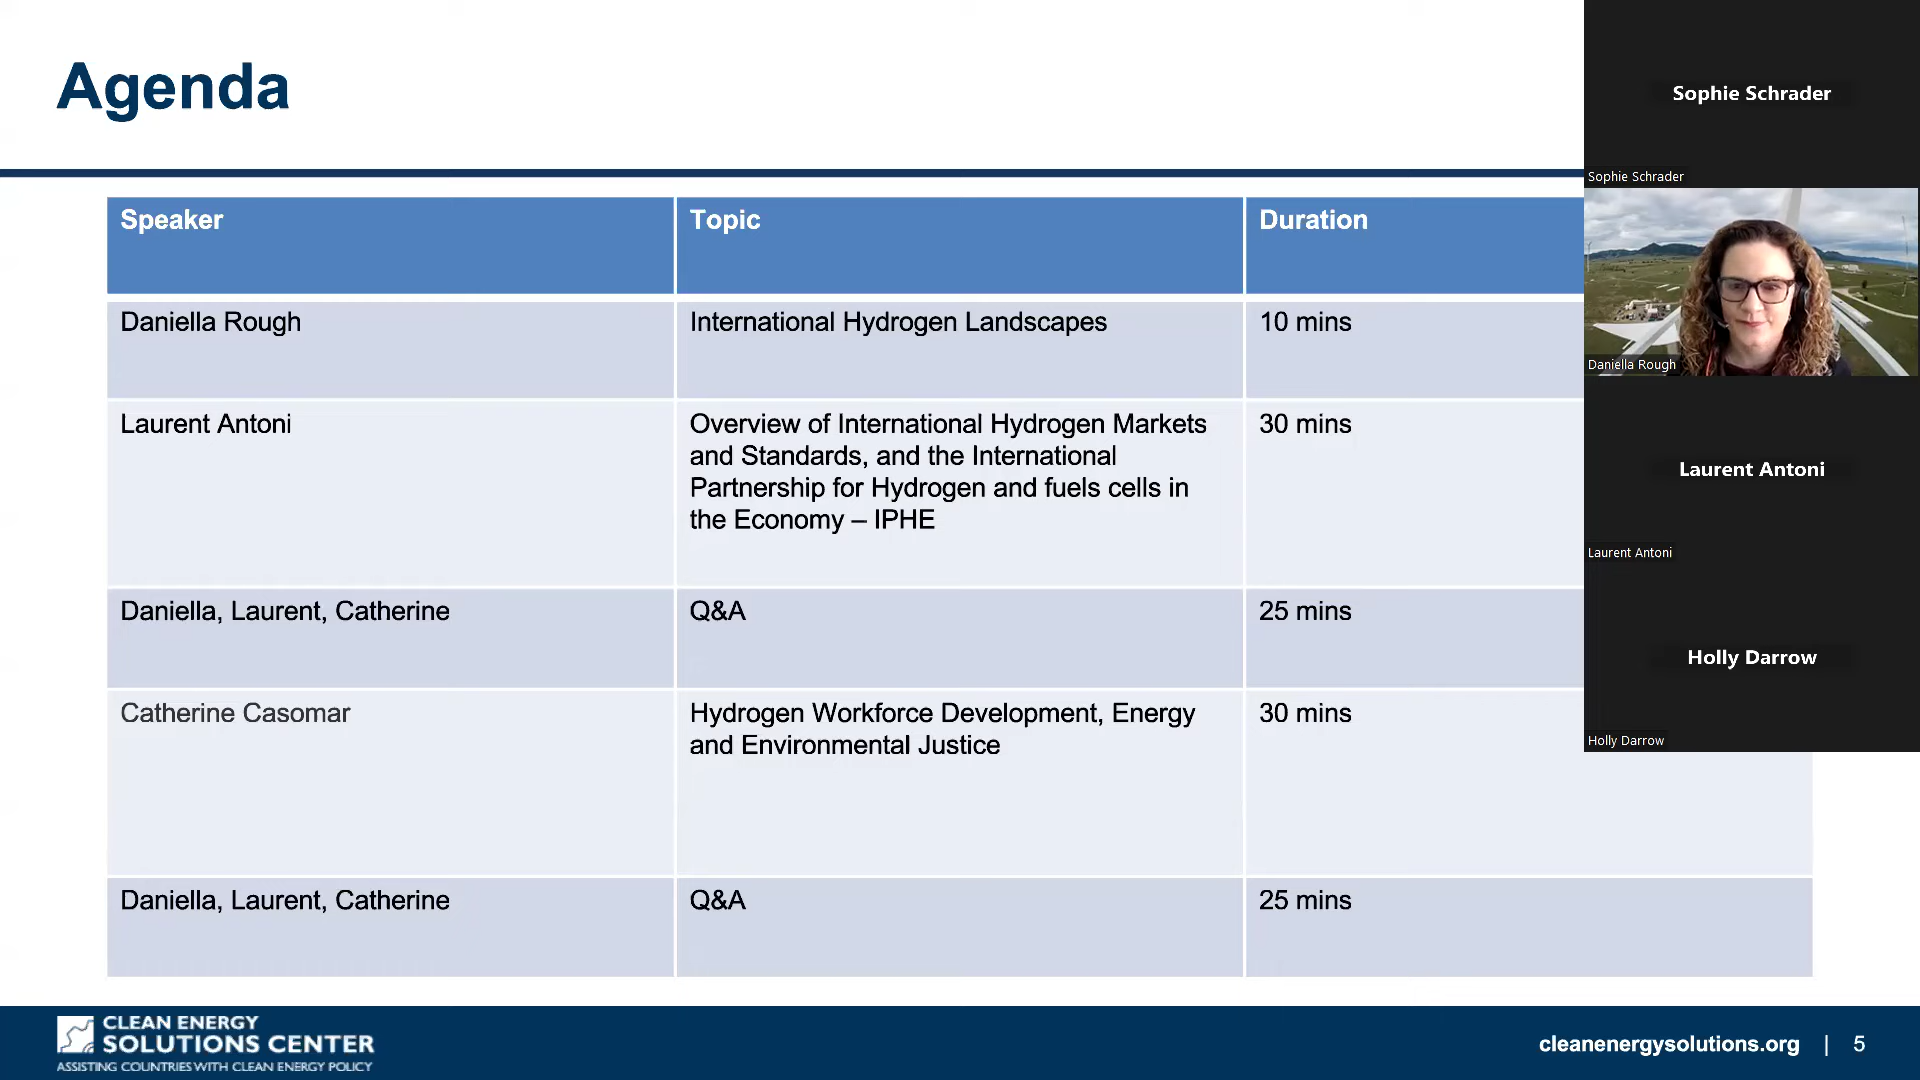 Agenda
Speaker
Topic
Duration
Daniella Rough
International Hydrogen Landscapes
10 mins
Laurent Antoni
Overview of International Hydrogen Markets
and Standards, and the International
Partnership for Hydrogen and fuels cells in
the Economy – IPHE
30 mins
Daniella, Laurent, Catherine
Q&A
25 mins
Catherine Casomar
Hydrogen Workforce Development, Energy
and Environmental Justice
30 mins
Daniella, Laurent, Catherine
Q&A
25 mins
Sophie Schrader
Sophie Schrader
Daniella Rough
Laurent Antoni
Laurent Antoni
Holly Darrow
Holly Darrow
CLEAN ENERGY
SOLUTIONS CENTER
ASSISTING COUNTRIES WITH CLEAN ENERGY POLICY
cleanenergysolutions.org | 5